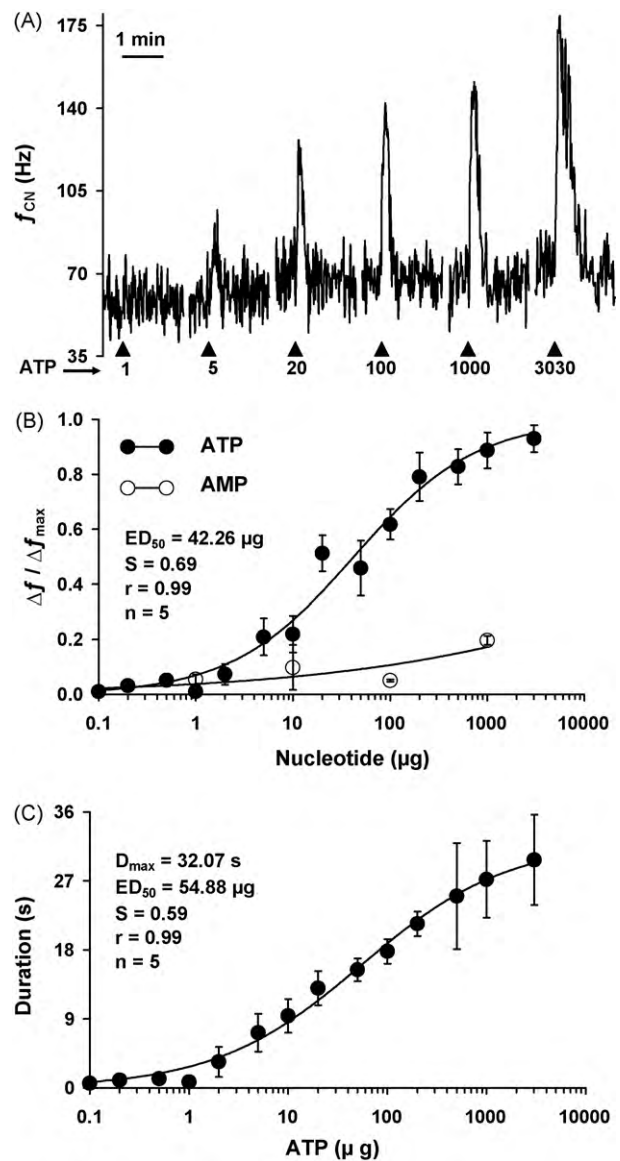 (A)
1 min
175
140
105
70
35
fCN (Hz)
ATP → 1 5 20 100 1000 3030
(B)
1.0
0.8
0.6
0.4
0.2
0.0
Δf / Δfmax
ATP
AMP
ED50 = 42.26 µg
S = 0.69
r = 0.99
n = 5
0.1 1 10 100 1000 10000
Nucleotide (µg)
(C)
36
27
18
9
0
Duration (s)
Dmax = 32.07 s
ED50 = 54.88 µg
S = 0.59
r = 0.99
n = 5
0.1 1 10 100 1000 10000
ATP (µ g)